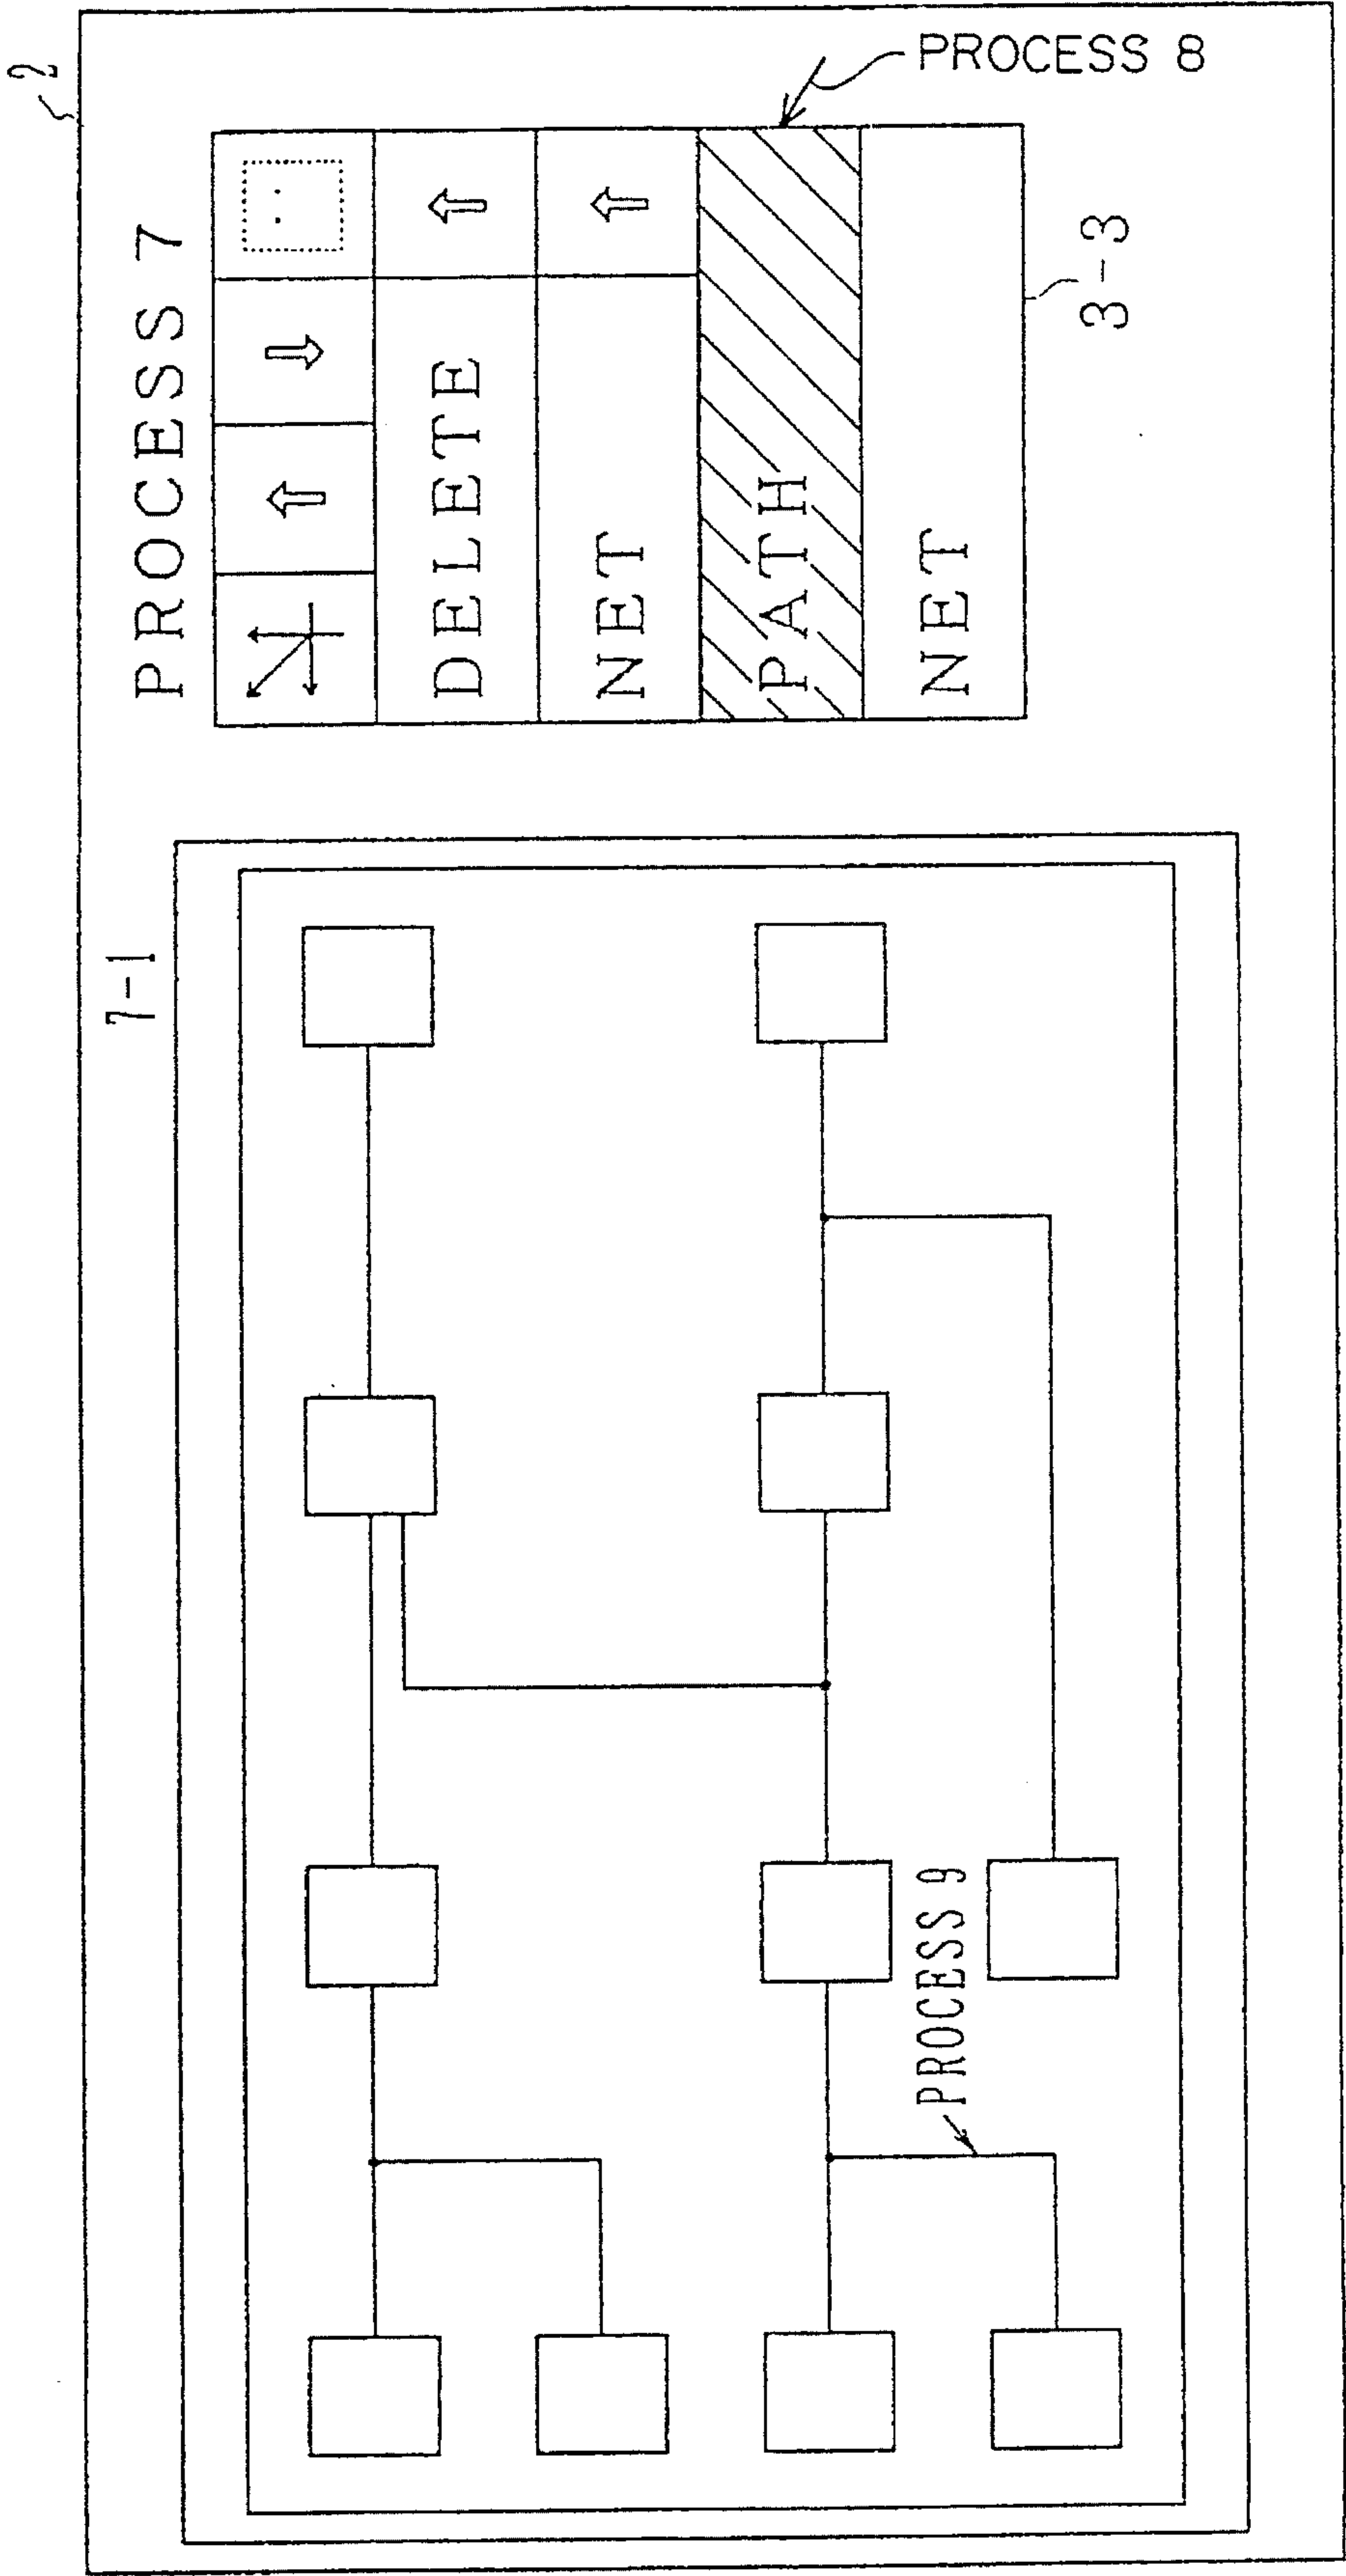 2
7-1
PROCESS 7
DELETE
NET
PATH
NET
PROCESS 8
3-3
PROCESS 9